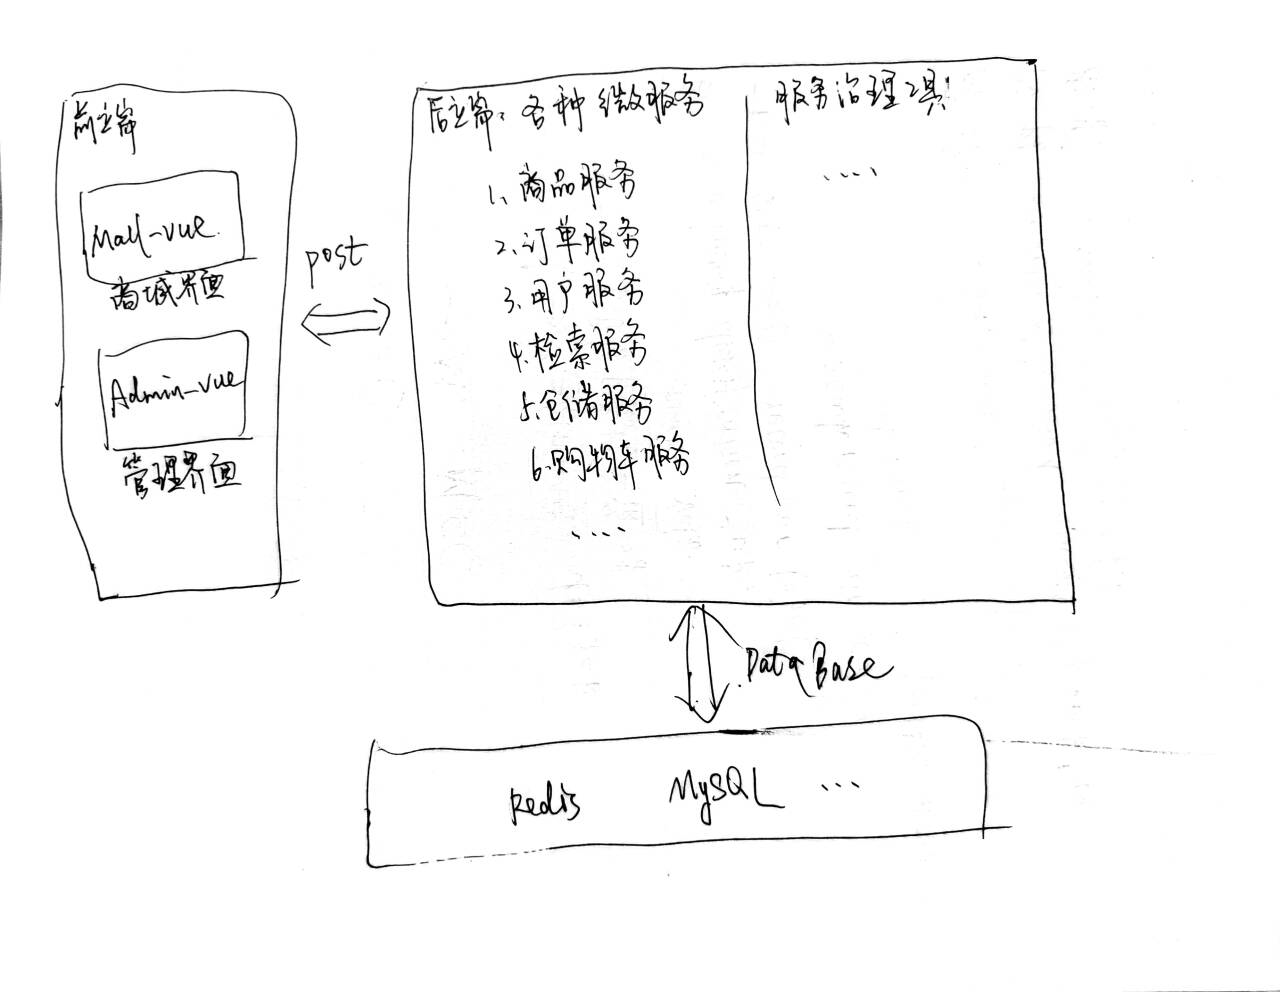 前端
Mall-vue
商城界面
Admin-vue
管理界面
post
后端：各种微服务
1、商品服务
2、订单服务
3、用户服务
4、检索服务
5、仓储服务
6、购物车服务
....
服务治理工具
....
DataBase
Redis MySQL ...